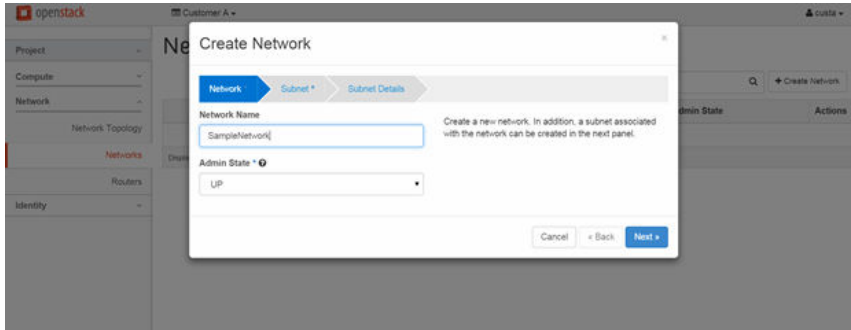 openstack
Customer A
custa
Project
Compute
Network
Network Topology
Networks
Routers
Identity
Ne
Create Network
+ Create Network
dmin State
Actions
×
Network
Subnet *
Subnet Details
Network Name
SampleNetwork
Create a new network. In addition, a subnet associated
with the network can be created in the next panel.
Admin State *
UP
Cancel
« Back
Next »